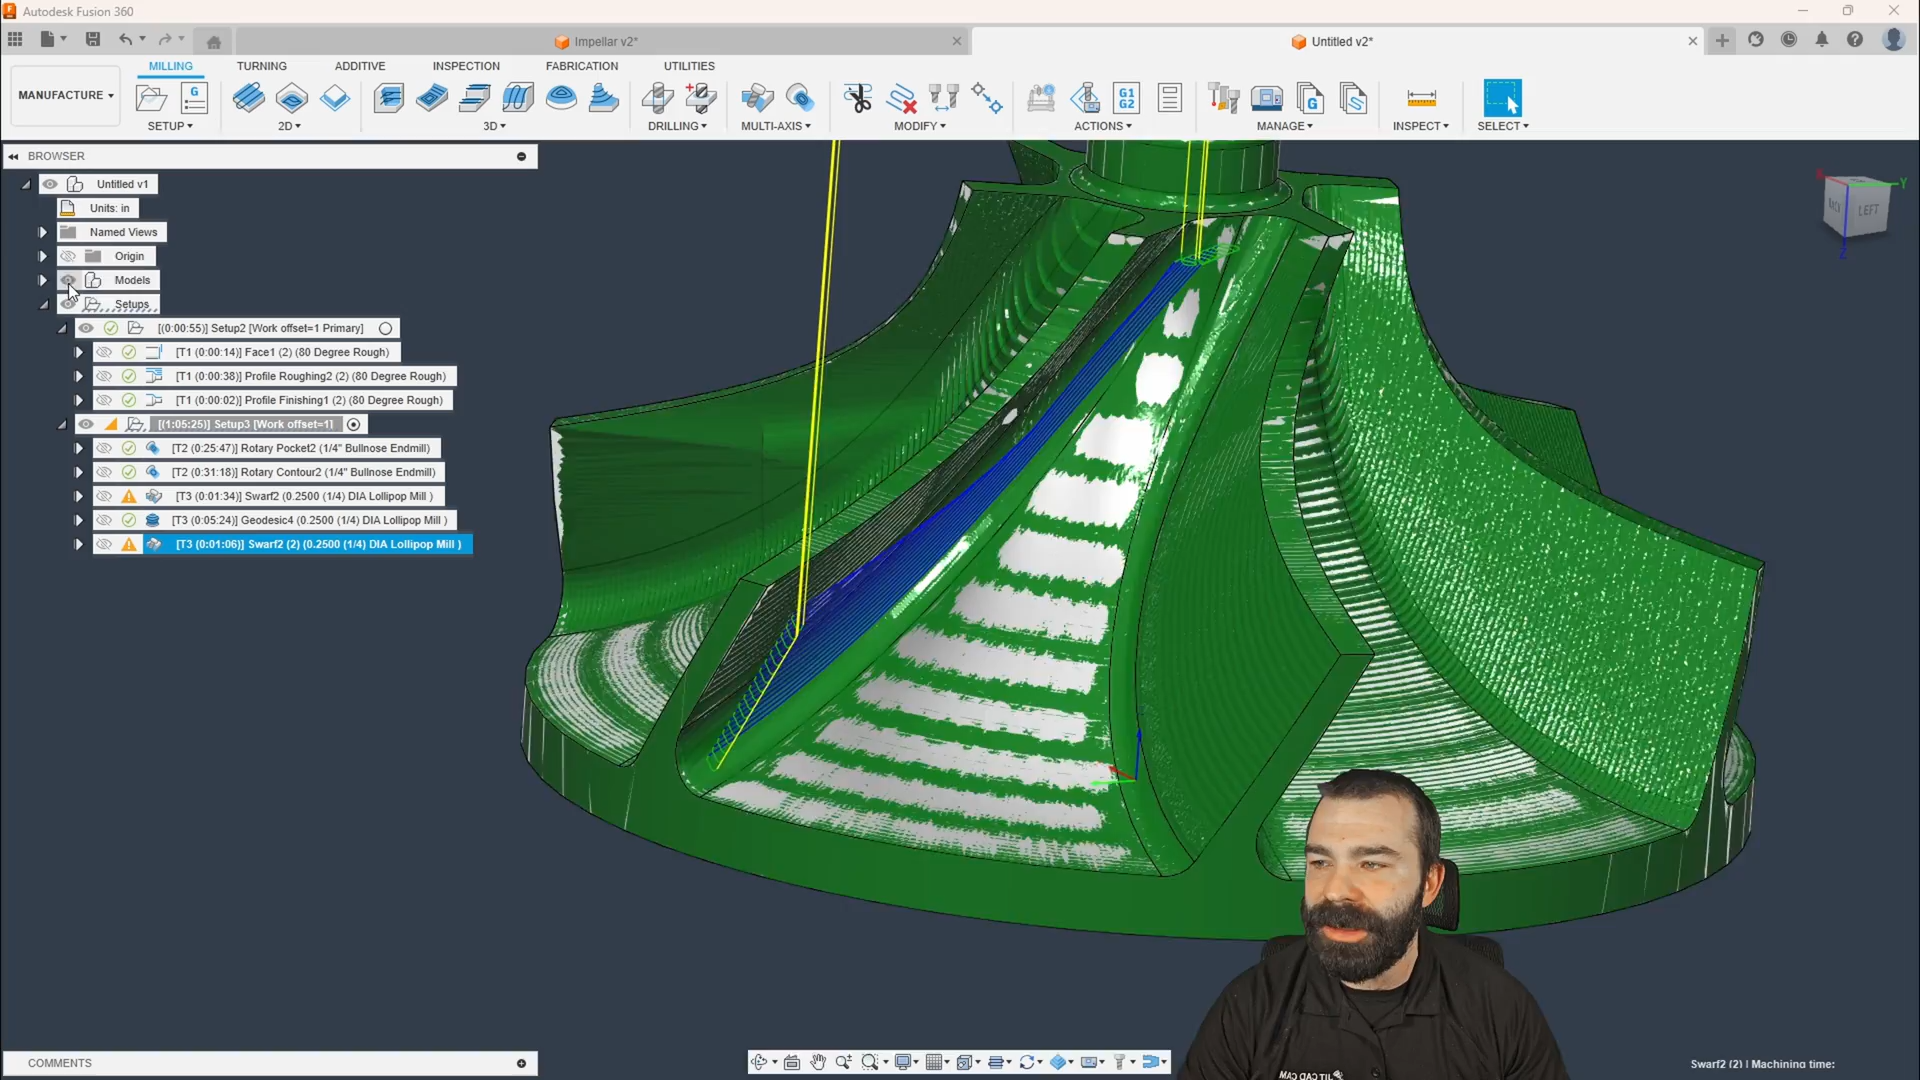 Autodesk Fusion 360
Impellar v2*
Untitled v2*
MILLING TURNING ADDITIVE INSPECTION FABRICATION UTILITIES
MANUFACTURE
G
G1
G2
G
SETUP 2D 3D DRILLING MULTI-AXIS MODIFY ACTIONS MANAGE INSPECT SELECT
BROWSER
Untitled v1
Units: in
Named Views
Origin
Models
Setups
[(0:00:55)] Setup2 [Work offset=1 Primary]
[T1 (0:00:14)] Face1 (2) (80 Degree Rough)
[T1 (0:00:38)] Profile Roughing2 (2) (80 Degree Rough)
[T1 (0:00:02)] Profile Finishing1 (2) (80 Degree Rough)
[(1:05:25)] Setup3 [Work offset=1]
[T2 (0:25:47)] Rotary Pocket2 (1/4" Bullnose Endmill)
[T2 (0:31:18)] Rotary Contour2 (1/4" Bullnose Endmill)
[T3 (0:01:34)] Swarf2 (0.2500 (1/4) DIA Lollipop Mill )
[T3 (0:05:24)] Geodesic4 (0.2500 (1/4) DIA Lollipop Mill )
[T3 (0:01:06)] Swarf2 (2) (0.2500 (1/4) DIA Lollipop Mill )
Y
LEFT
Z
COMMENTS
Swarf2 (2) | Machining time: